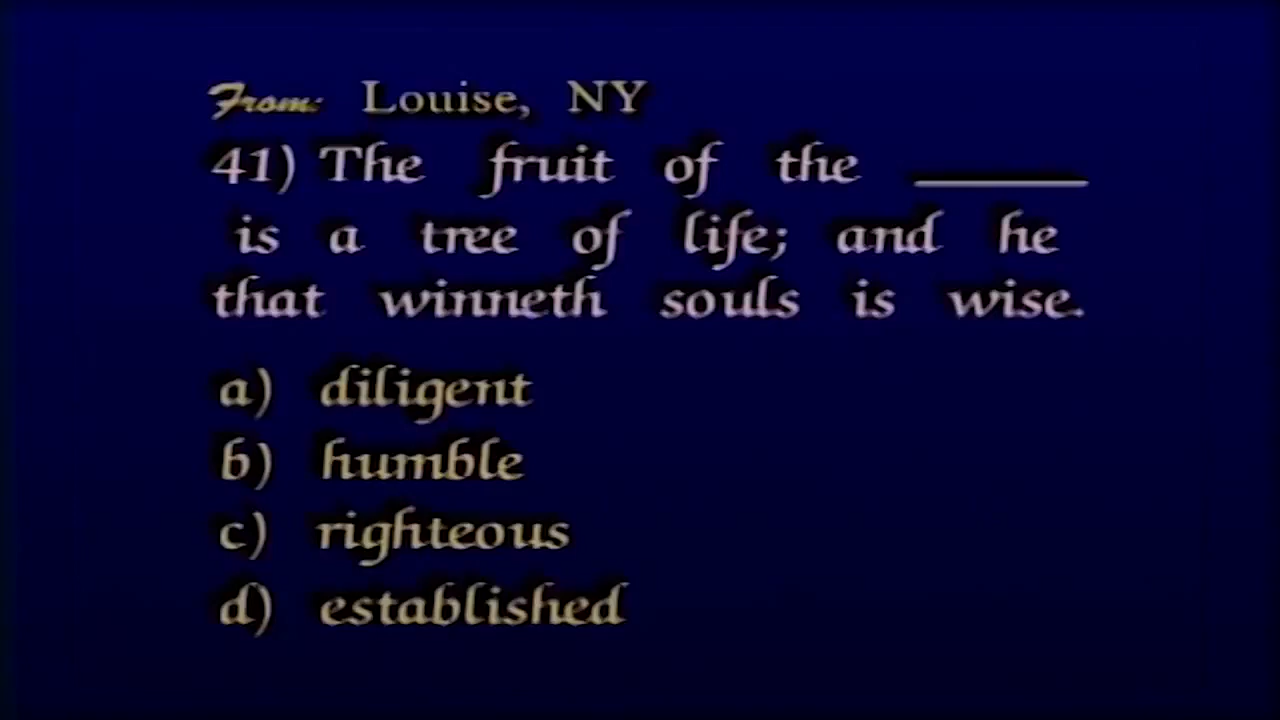 From: Louise, NY
41) The fruit of the ______
is a tree of life; and he
that winneth souls is wise.
a) diligent
b) humble
c) righteous
d) established